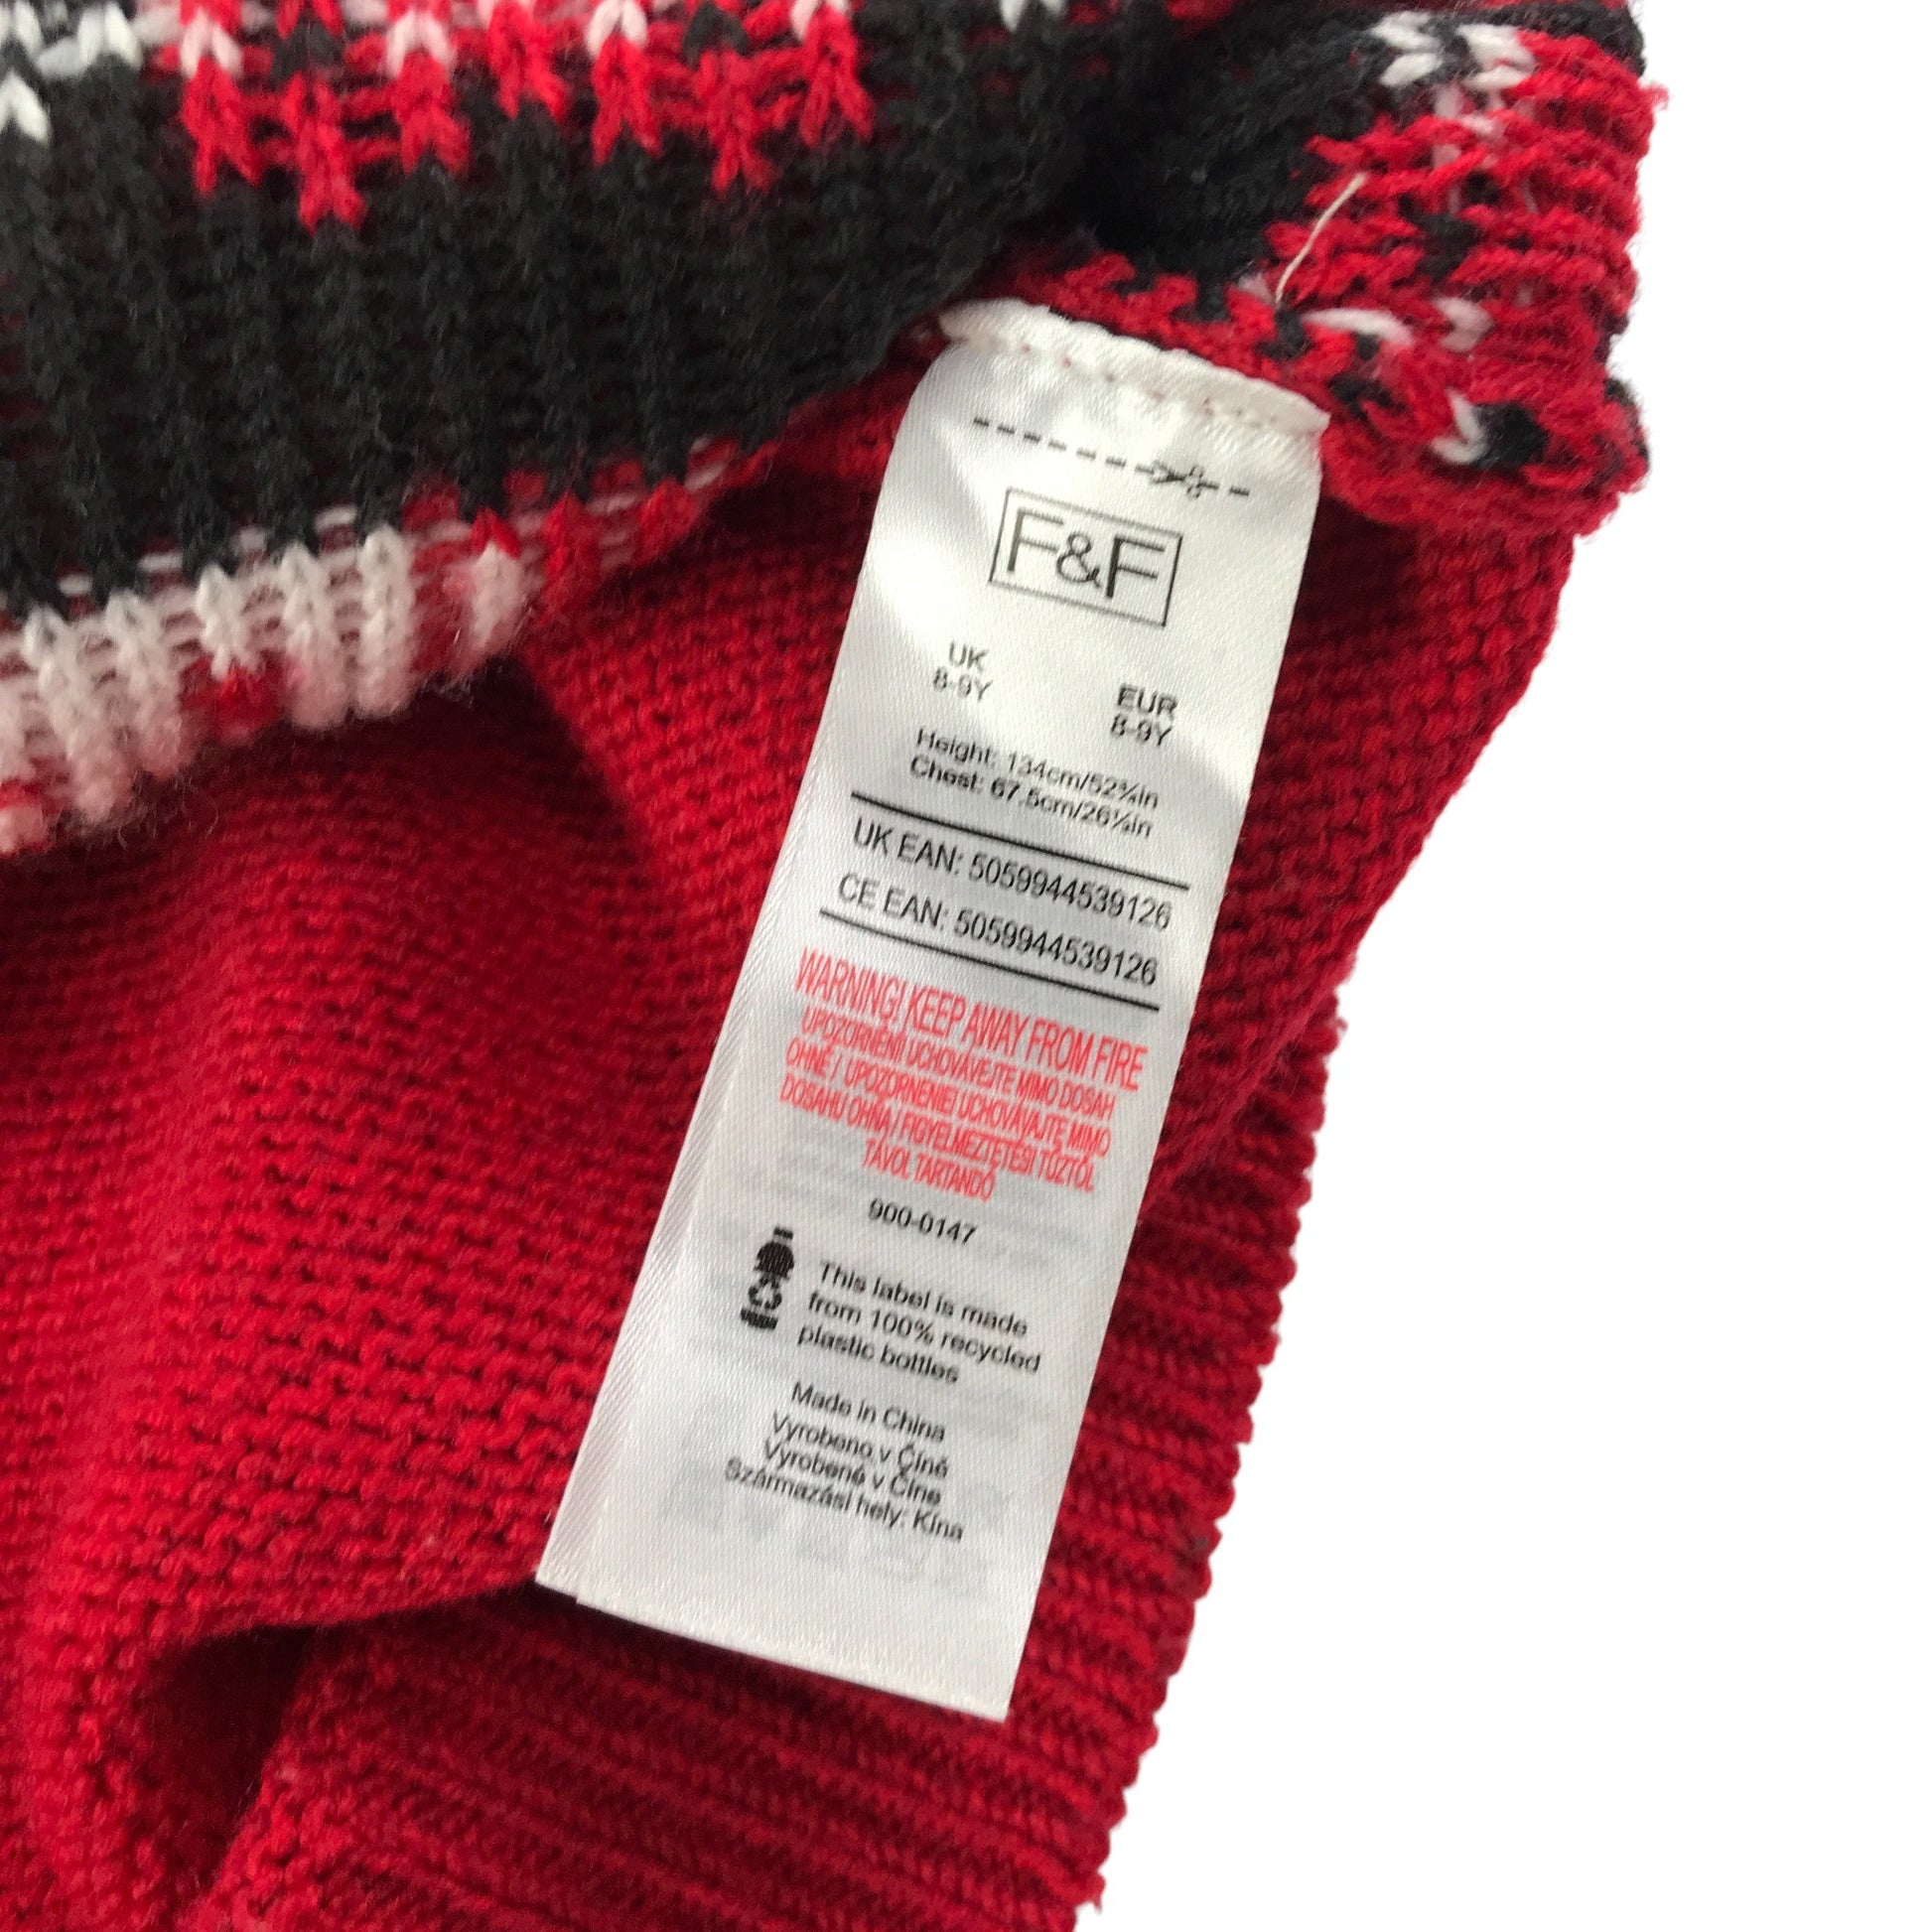 F&F
UK
8-9Y
EUR
8-9Y
Height: 134cm/52¾in
Chest: 67.5cm/26½in
UK EAN: 5059944539126
CE EAN: 5059944539126
WARNING! KEEP AWAY FROM FIRE
UPOZORNĚNÍ UCHOVÁVEJTE MIMO DOSAH
OHNĚ / UPOZORNENIE! UCHOVÁVAJTE MIMO
DOSAHU OHŇA / FIGYELMEZTETÉS! TŰZTŐL
TÁVOL TARTANDÓ
900-0147
This label is made
from 100% recycled
plastic bottles
Made in China
Vyrobeno v Číně
Vyrobené v Číne
Származási hely: Kína